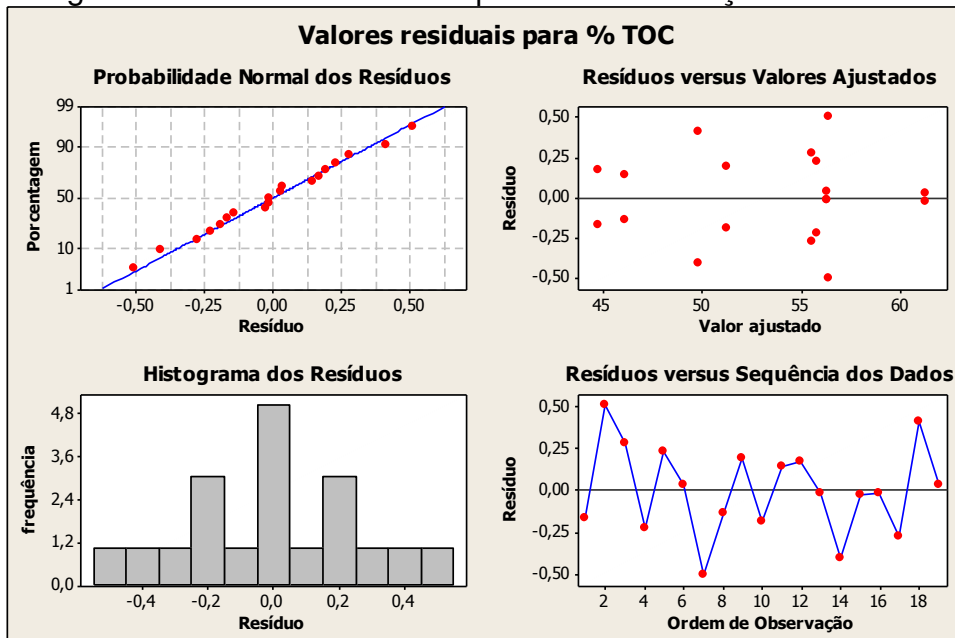 Valores residuais para % TOC
Probabilidade Normal dos Resíduos
99
90
50
10
1
Porcentagem
-0,50 -0,25 0,00 0,25 0,50
Resíduo
Resíduos versus Valores Ajustados
0,50
0,25
0,00
-0,25
-0,50
Resíduo
45 50 55 60
Valor ajustado
Histograma dos Resíduos
4,8
3,6
2,4
1,2
0,0
frequência
-0,4 -0,2 0,0 0,2 0,4
Resíduo
Resíduos versus Sequência dos Dados
0,50
0,25
0,00
-0,25
-0,50
Resíduo
2 4 6 8 10 12 14 16 18
Ordem de Observação